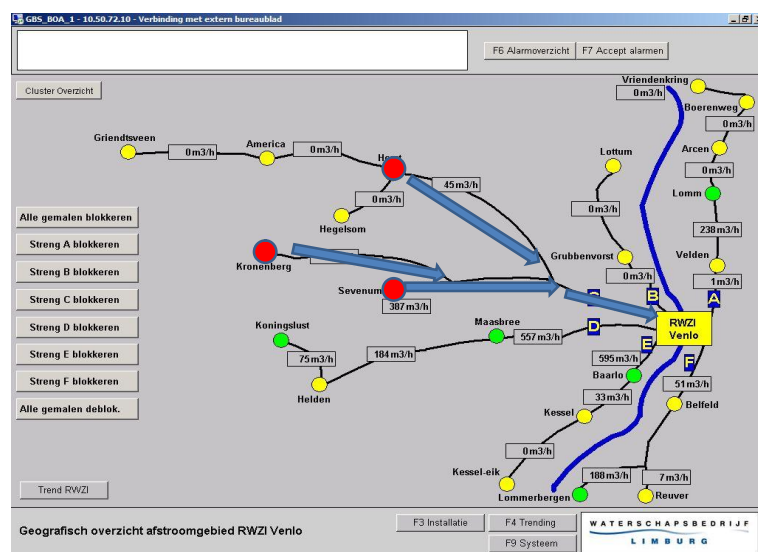 GBS_BOA_1 - 10.50.72.10 - Verbinding met extern bureaublad
F6 Alarmoverzicht
F7 Accept alarmen
Cluster Overzicht
Vriendenkring
0m3/h
Boerenweg
0m3/h
Griendtsveen
0m3/h
America
0m3/h
45m3/h
0m3/h
Hegelsom
Lottum
0m3/h
Arcen
0m3/h
Lomm
238m3/h
Velden
1m3/h
Grubbenvorst
0m3/h
Alle gemalen blokkeren
Streng A blokkeren
Streng B blokkeren
Streng C blokkeren
Streng D blokkeren
Streng E blokkeren
Streng F blokkeren
Alle gemalen deblok.
Kronenberg
Sevenum
387m3/h
B
A
RWZI
Venlo
Koningslust
75m3/h
184m3/h
Helden
Maasbree
557m3/h
D
E
F
595m3/h
Baarlo
33m3/h
Kessel
0m3/h
Kessel-eik
51m3/h
Belfeld
188m3/h
Lommerbergen
7m3/h
Reuver
Trend RWZI
Geografisch overzicht afstroomgebied RWZI Venlo
F3 Installatie
F4 Trending
F9 Systeem
WATERSCHAPSBEDRIJF
LIMBURG